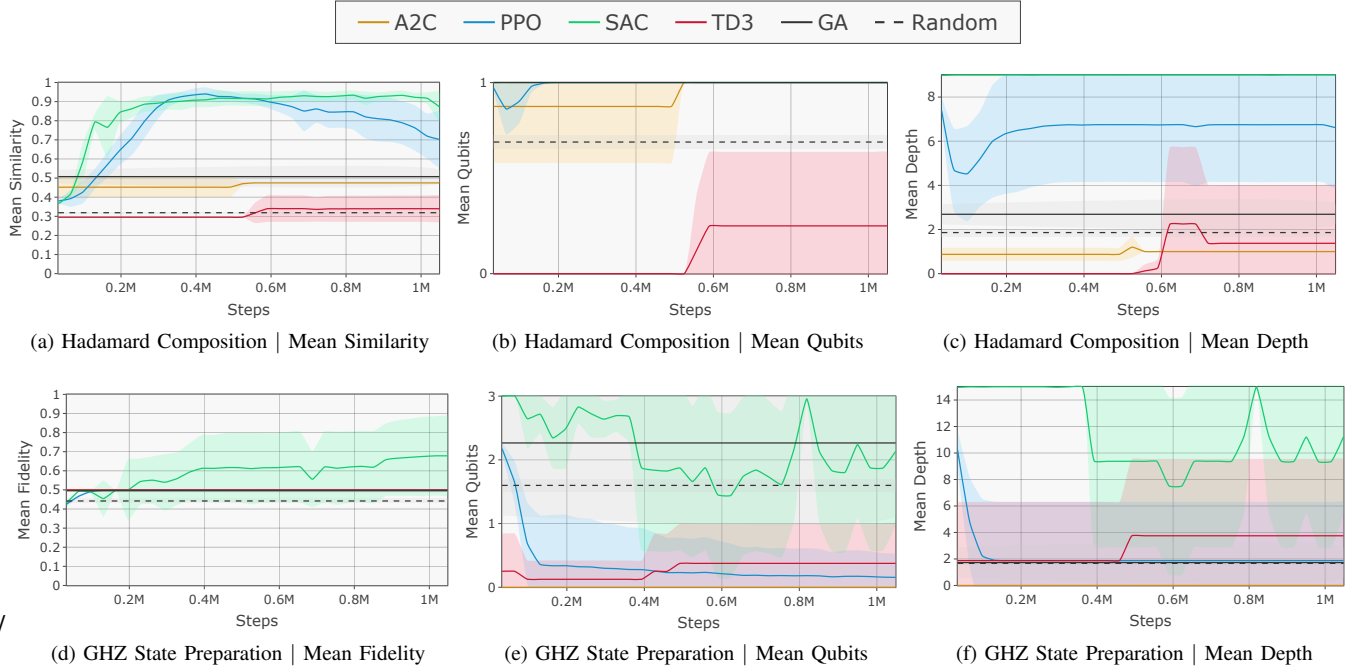 A2C PPO SAC TD3 GA Random
Mean Similarity
1
0.9
0.8
0.7
0.6
0.5
0.4
0.3
0.2
0.1
0
0.2M 0.4M 0.6M 0.8M 1M
Steps
(a) Hadamard Composition | Mean Similarity
Mean Qubits
1
0
0.2M 0.4M 0.6M 0.8M 1M
Steps
(b) Hadamard Composition | Mean Qubits
Mean Depth
8
6
4
2
0
0.2M 0.4M 0.6M 0.8M 1M
Steps
(c) Hadamard Composition | Mean Depth
Mean Fidelity
1
0.9
0.8
0.7
0.6
0.5
0.4
0.3
0.2
0.1
0
0.2M 0.4M 0.6M 0.8M 1M
Steps
/
(d) GHZ State Preparation | Mean Fidelity
Mean Qubits
3
2
1
0
0.2M 0.4M 0.6M 0.8M 1M
Steps
(e) GHZ State Preparation | Mean Qubits
Mean Depth
14
12
10
8
6
4
2
0
0.2M 0.4M 0.6M 0.8M 1M
Steps
(f) GHZ State Preparation | Mean Depth